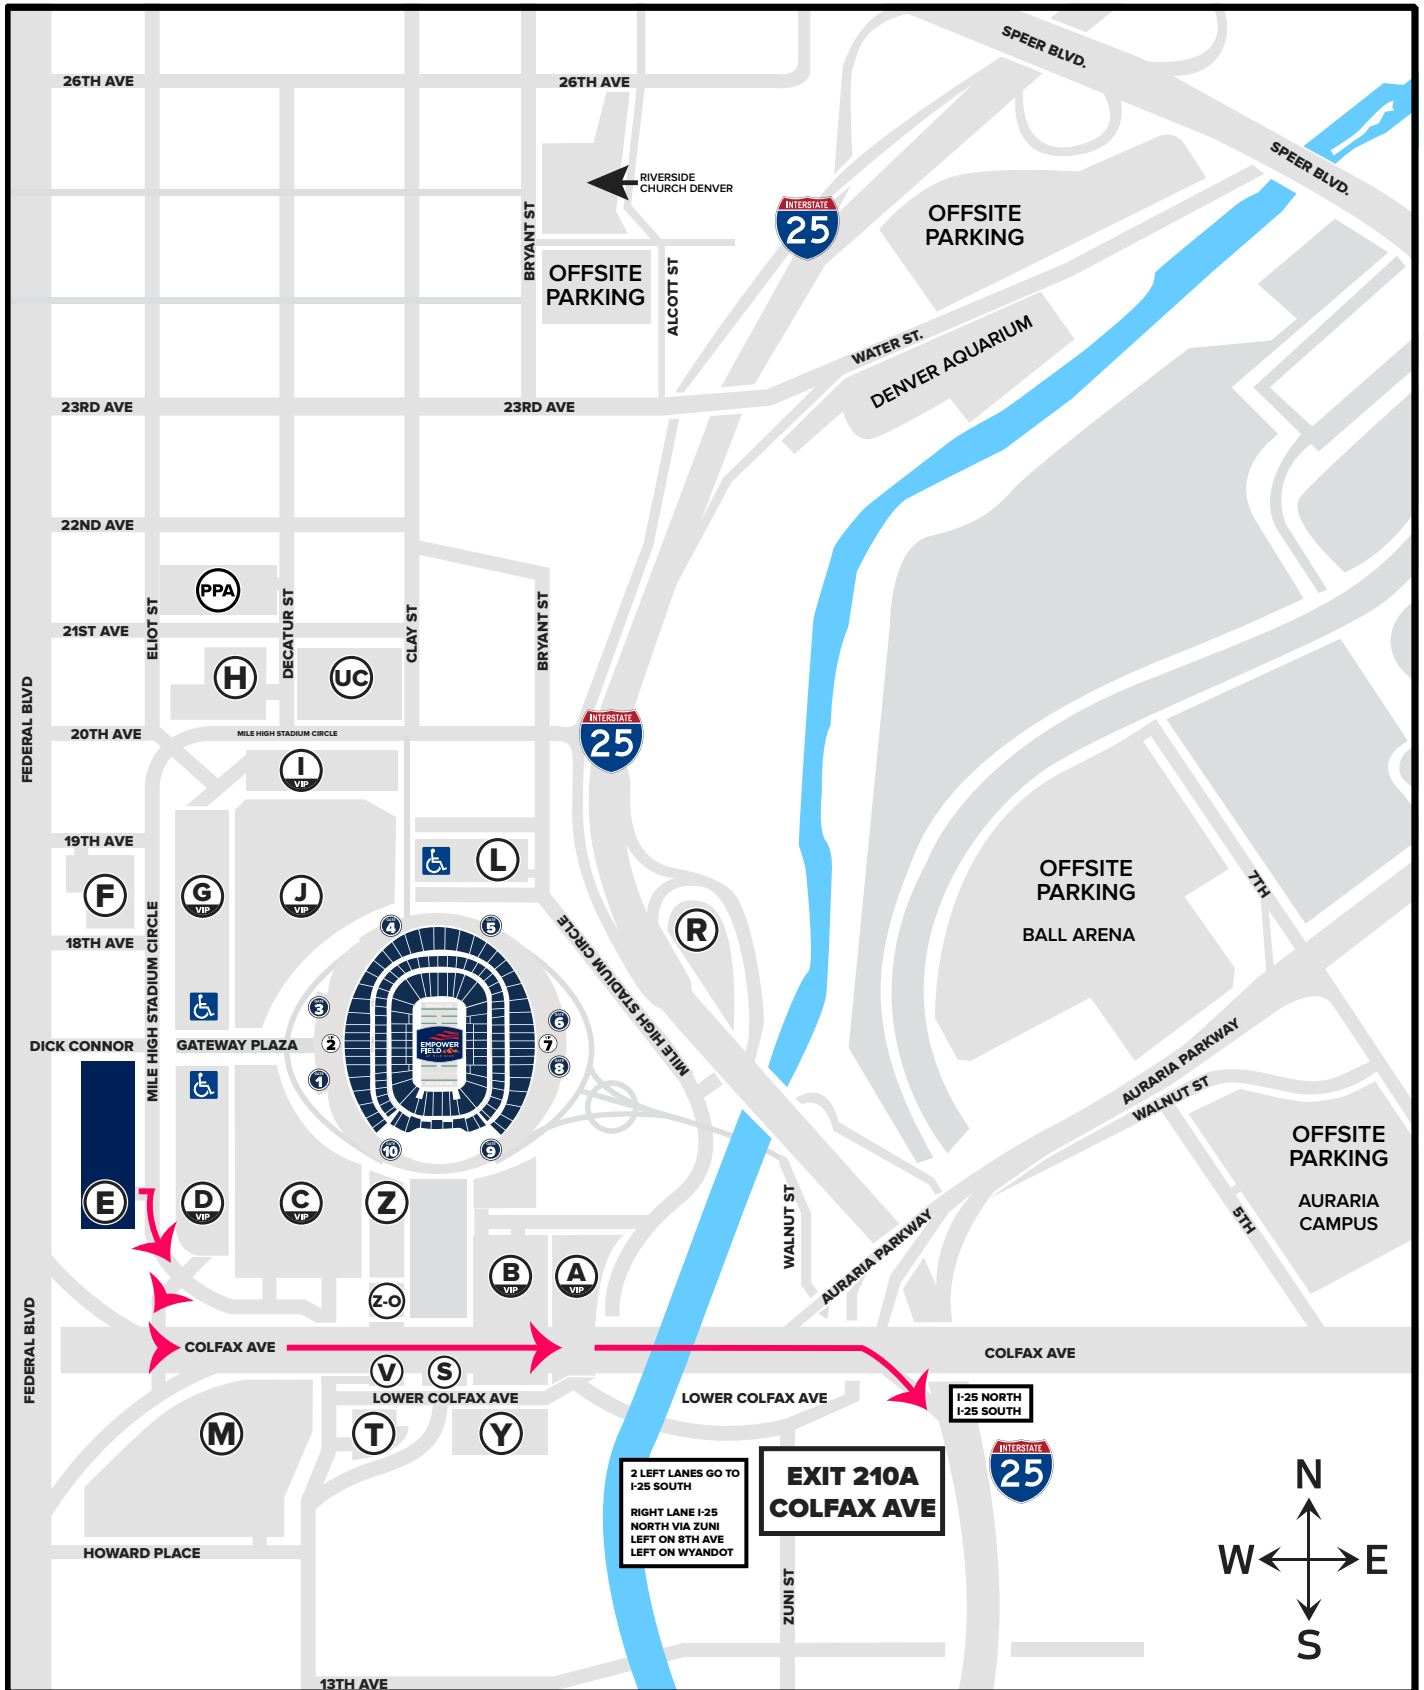 SPEER BLVD.
26TH AVE
26TH AVE
SPEER BLVD.
RIVERSIDE
CHURCH DENVER
BRYANT ST
INTERSTATE
25
OFFSITE
PARKING
OFFSITE
PARKING
ALCOTT ST
WATER ST.
DENVER AQUARIUM
23RD AVE
23RD AVE
22ND AVE
PPA
ELIOT ST
DECATUR ST
CLAY ST
BRYANT ST
21ST AVE
H
UC
FEDERAL BLVD
20TH AVE
MILE HIGH STADIUM CIRCLE
INTERSTATE
25
I
VIP
19TH AVE
L
F
G
VIP
J
VIP
OFFSITE
PARKING
7TH
R
BALL ARENA
4
5
18TH AVE
MILE HIGH STADIUM CIRCLE
MILE HIGH STADIUM CIRCLE
3
6
DICK CONNOR
GATEWAY PLAZA
2
EMPOWER
FIELD
7
8
1
AURARIA PARKWAY
WALNUT ST
10
9
OFFSITE
PARKING
AURARIA
CAMPUS
E
D
VIP
C
VIP
Z
WALNUT ST
5TH
AURARIA PARKWAY
B
VIP
A
VIP
Z-O
FEDERAL BLVD
COLFAX AVE
COLFAX AVE
V
S
LOWER COLFAX AVE
LOWER COLFAX AVE
I-25 NORTH
I-25 SOUTH
M
T
Y
INTERSTATE
25
2 LEFT LANES GO TO
I-25 SOUTH
RIGHT LANE I-25
NORTH VIA ZUNI
LEFT ON 8TH AVE
LEFT ON WYANDOT
EXIT 210A
COLFAX AVE
N
W
E
S
HOWARD PLACE
ZUNI ST
13TH AVE